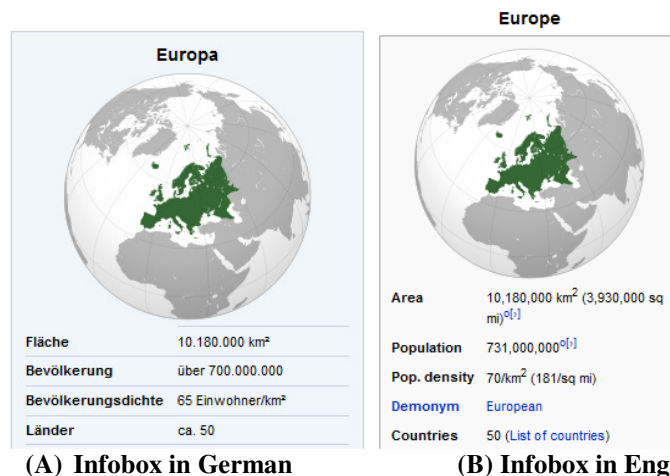 Europa
Fläche 10.180.000 km²
Bevölkerung über 700.000.000
Bevölkerungsdichte 65 Einwohner/km²
Länder ca. 50
(A) Infobox in German
Europe
Area 10,180,000 km² (3,930,000 sq
mi)o[›]
Population 731,000,000o[›]
Pop. density 70/km² (181/sq mi)
Demonym European
Countries 50 (List of countries)
(B) Infobox in Eng